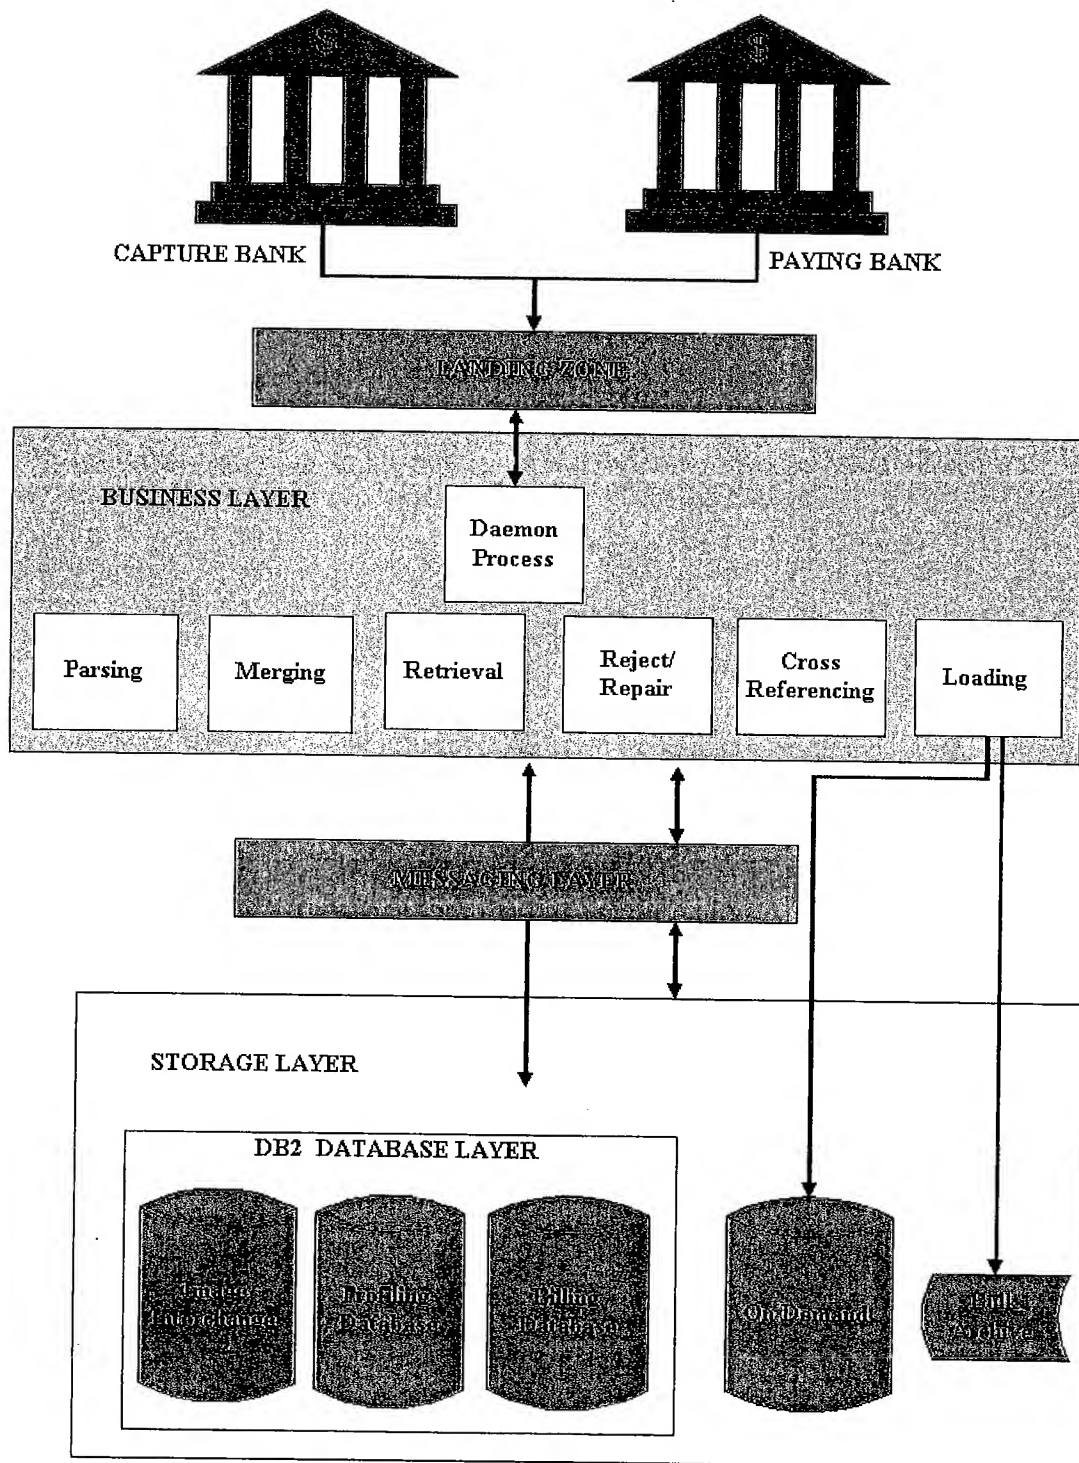 $
$
CAPTURE BANK
PAYING BANK
LANDING ZONE
BUSINESS LAYER
Daemon
Process
Parsing
Merging
Retrieval
Reject/
Repair
Cross
Referencing
Loading
MESSAGING LAYER
STORAGE LAYER
DB2 DATABASE LAYER
Image
Interchange
Profiling
Database
Billing
Database
On Demand
Archive